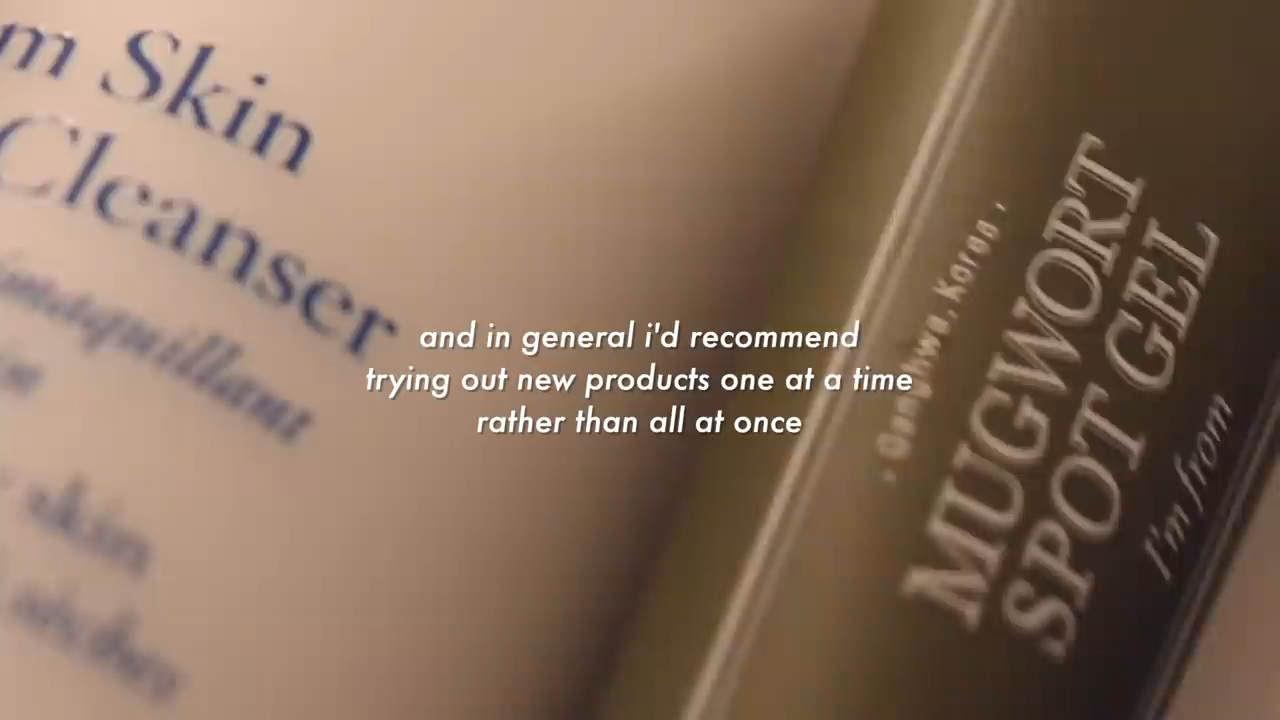 m Skin
Cleanser
and in general i'd recommend
trying out new products one at a time
rather than all at once
· Ganghwa, Korea ·
MUGWORT
SPOT GEL
I'm from
skin